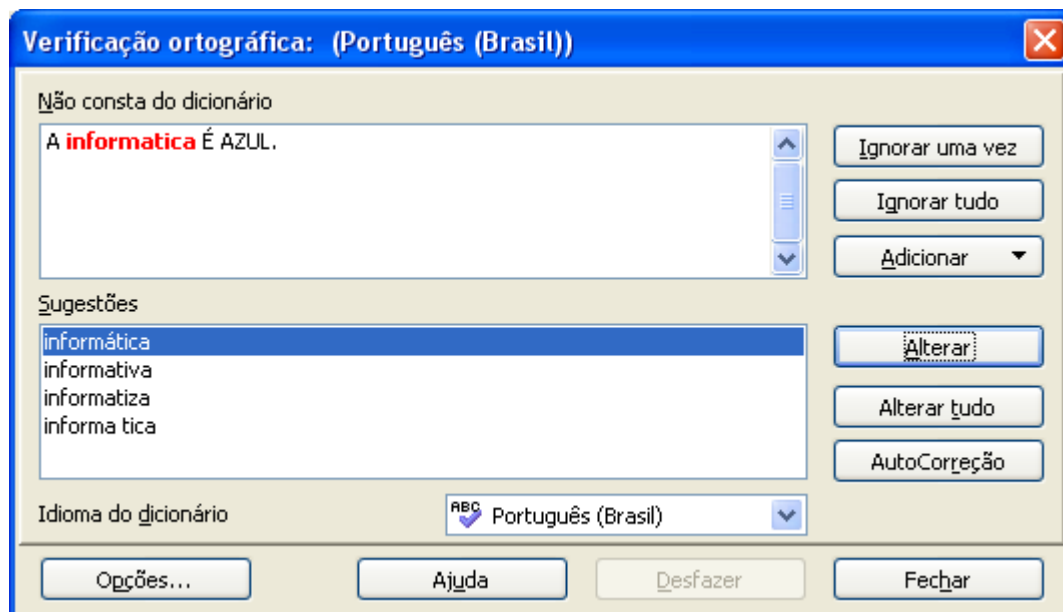 Verificação ortográfica: (Português (Brasil))
Não consta do dicionário
A informatica É AZUL.
Ignorar uma vez
Ignorar tudo
Adicionar
Sugestões
informática
informativa
informatiza
informa tica
Alterar
Alterar tudo
AutoCorreção
Idioma do dicionário
ABC Português (Brasil)
Opções...
Ajuda
Desfazer
Fechar